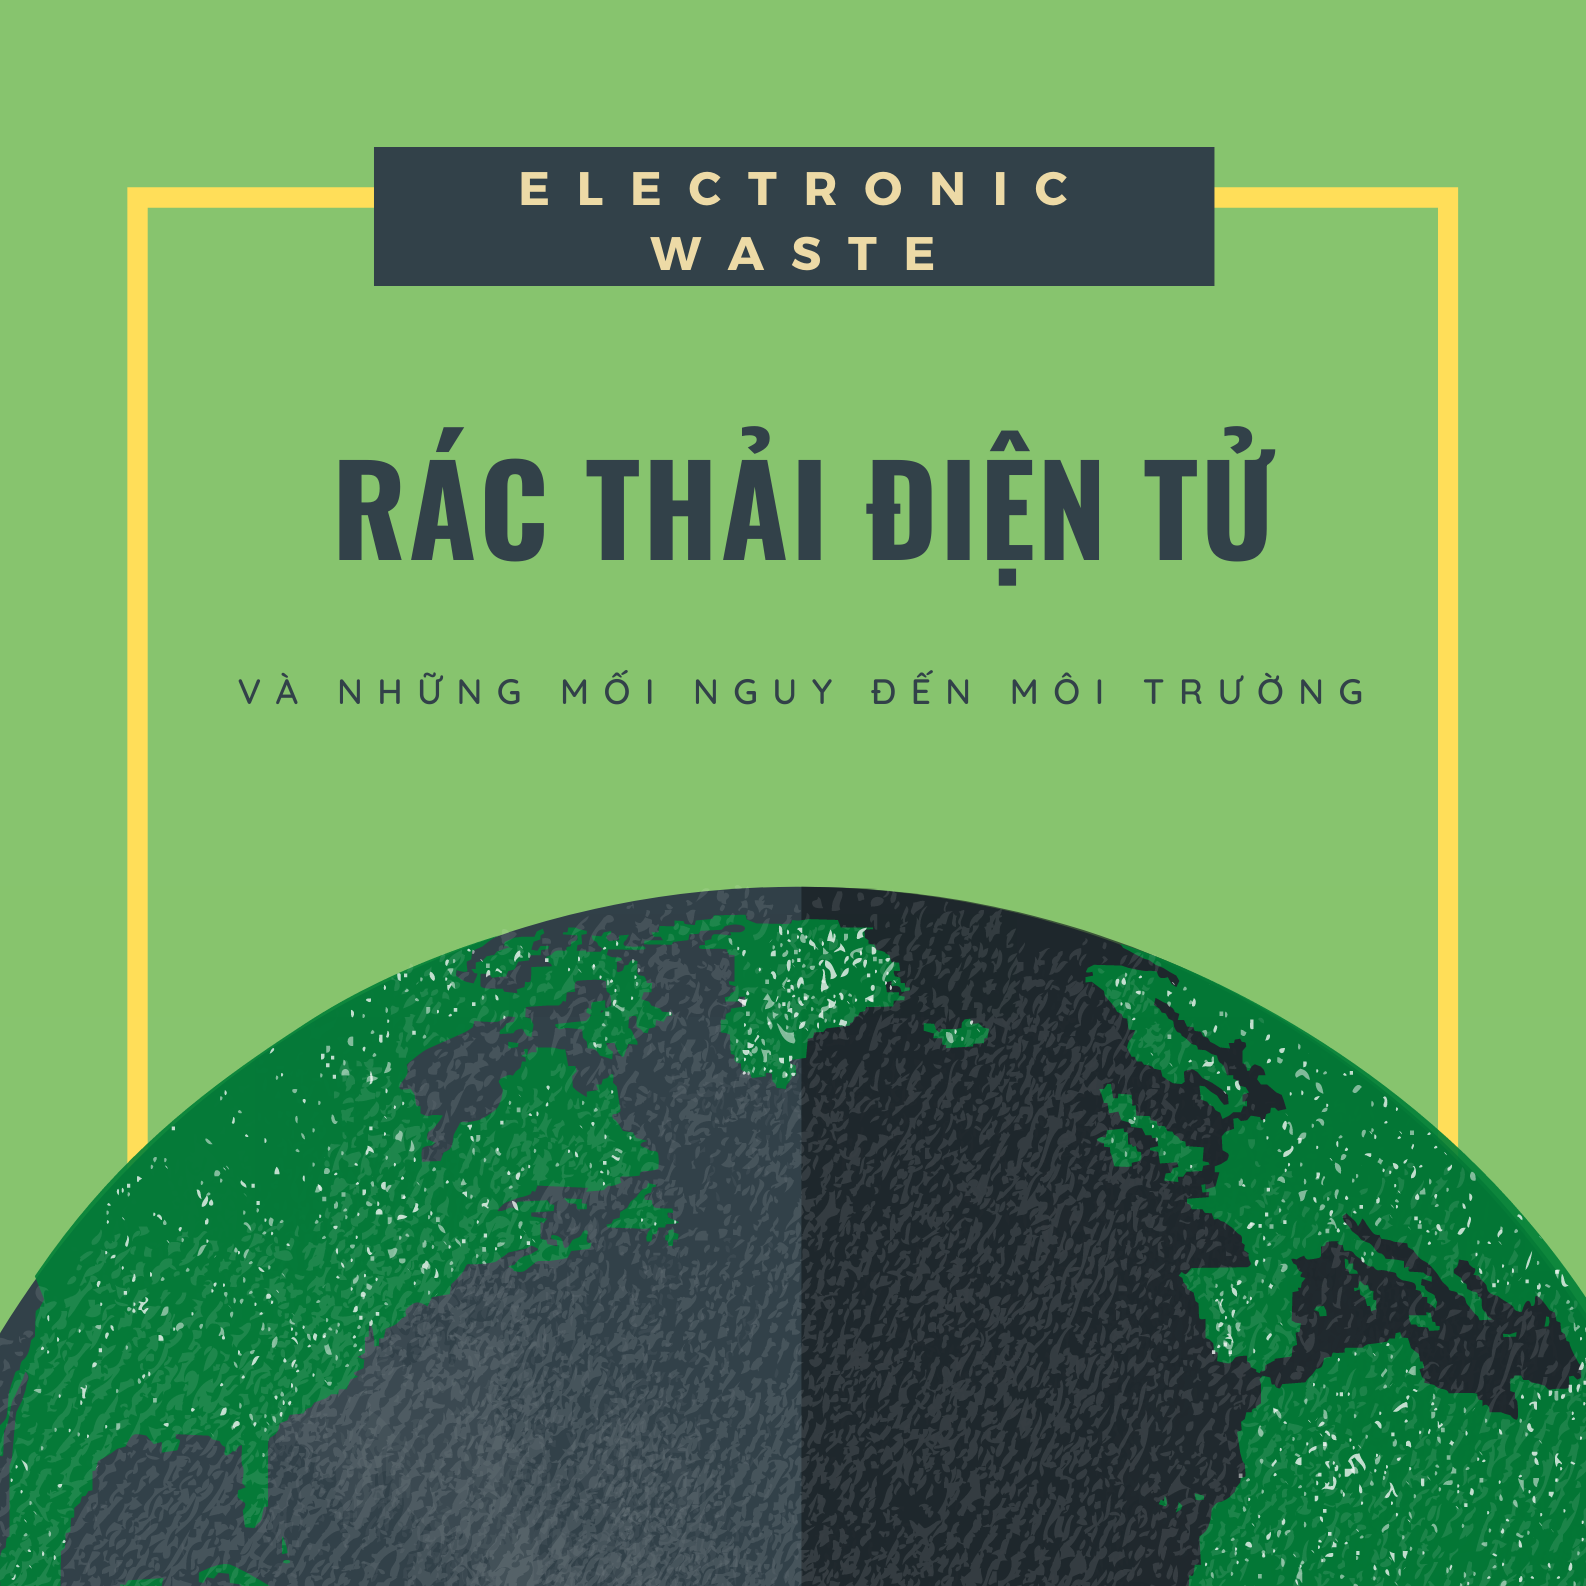 ELECTRONIC
WASTE
RÁC THẢI ĐIỆN TỬ
VÀ NHỮNG MỐI NGUY ĐẾN MÔI TRƯỜNG